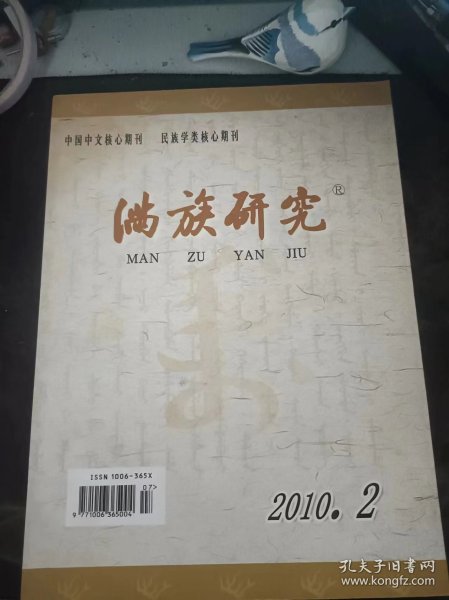 中国中文核心期刊 民族学类核心期刊
满族研究®
MAN ZU YAN JIU
ISSN 1006-365X
07>
9 771006 365004
2010.2
孔夫子旧书网
www.kongfz.com